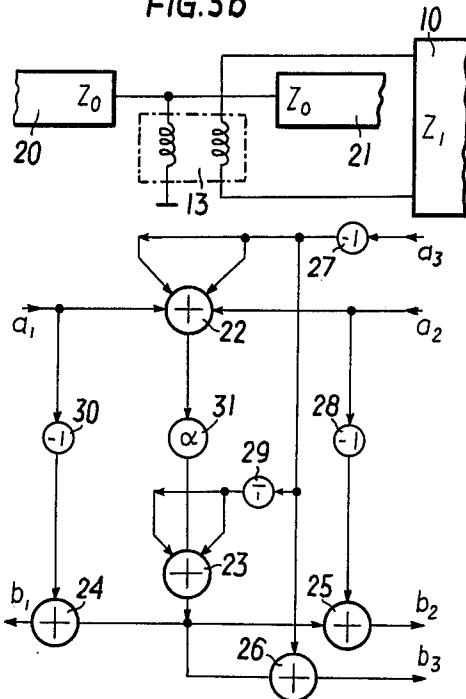 FIG.3b
10
Z₀
Z₀
Z₁
20
21
13
-1
a₃
27
+
22
a₁
a₂
30
31
28
-1
α
-1
29
-1
+
23
b₁
24
25
b₂
+
+
26
b₃
+